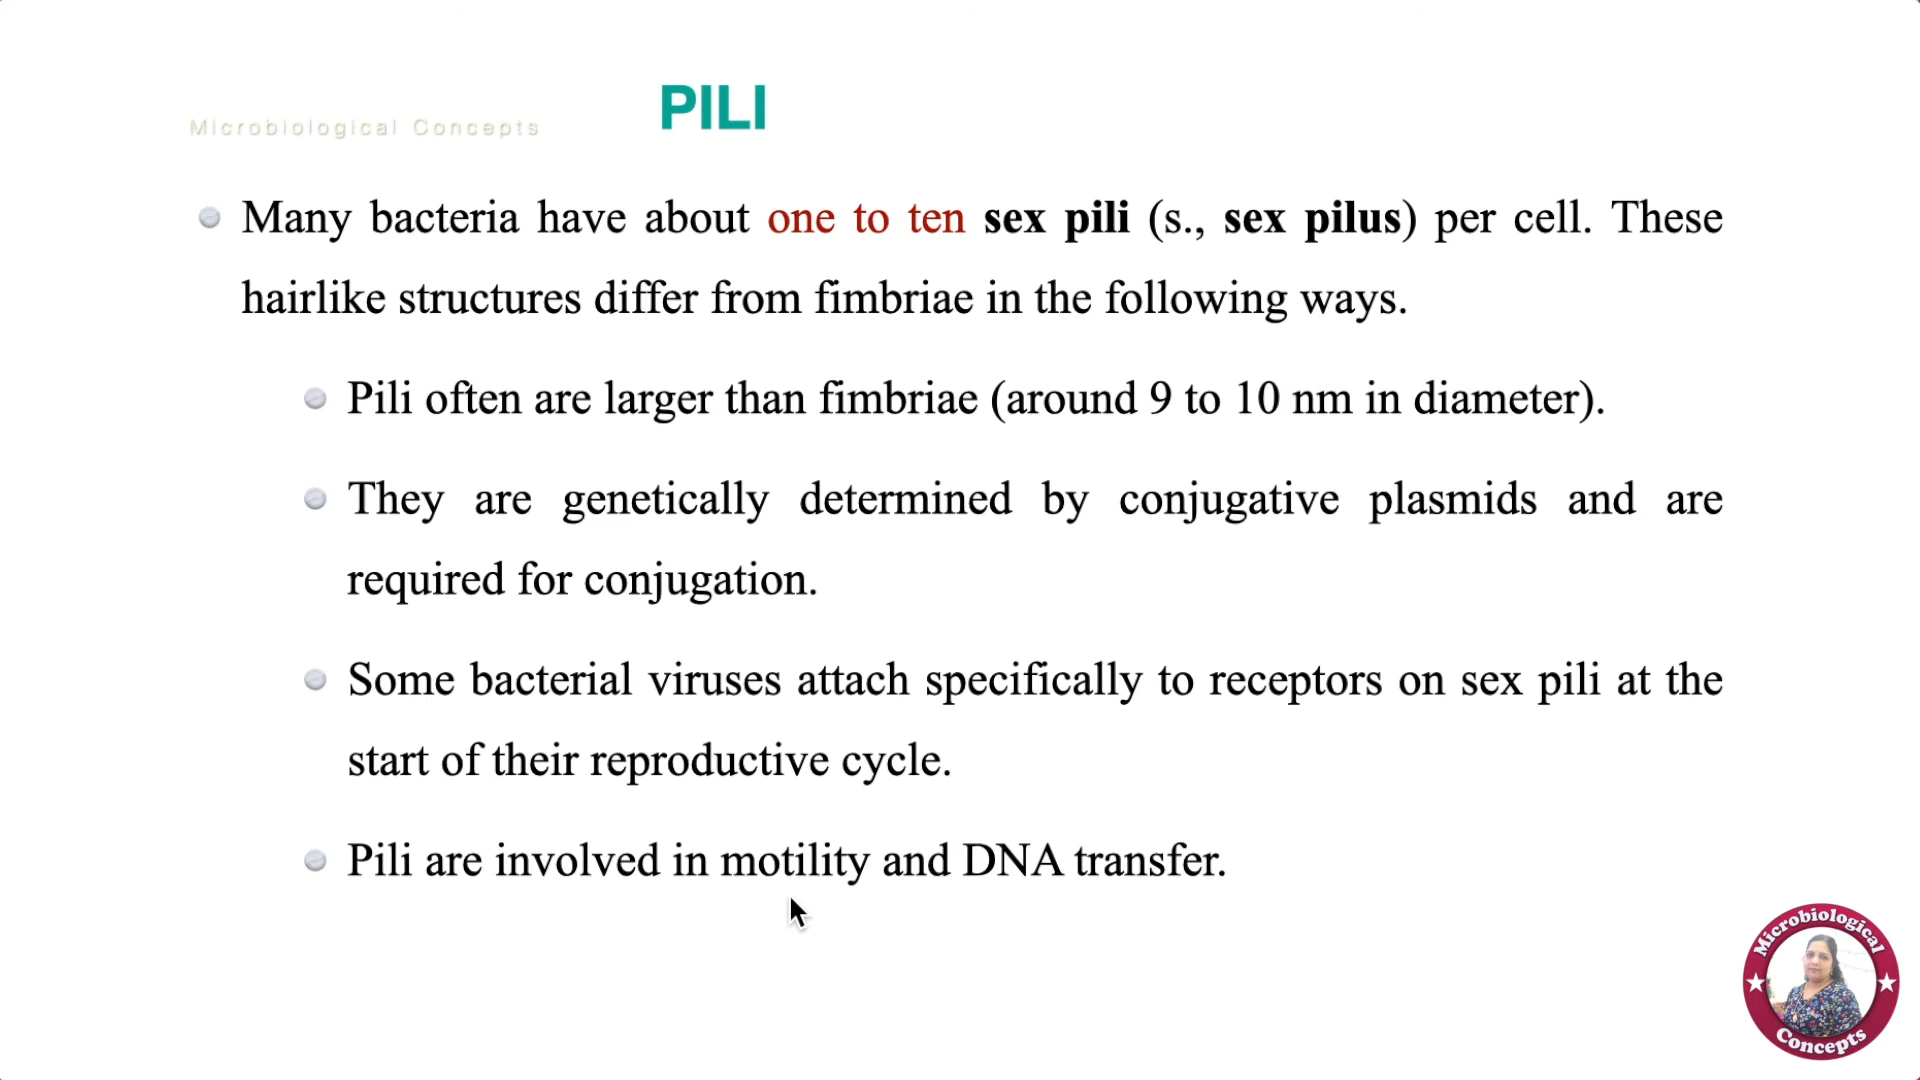 Microbiological Concepts
PILI
Many bacteria have about one to ten sex pili (s., sex pilus) per cell. These
hairlike structures differ from fimbriae in the following ways.
Pili often are larger than fimbriae (around 9 to 10 nm in diameter).
They are genetically determined by conjugative plasmids and are
required for conjugation.
Some bacterial viruses attach specifically to receptors on sex pili at the
start of their reproductive cycle.
Pili are involved in motility and DNA transfer.
Microbiological
Concepts